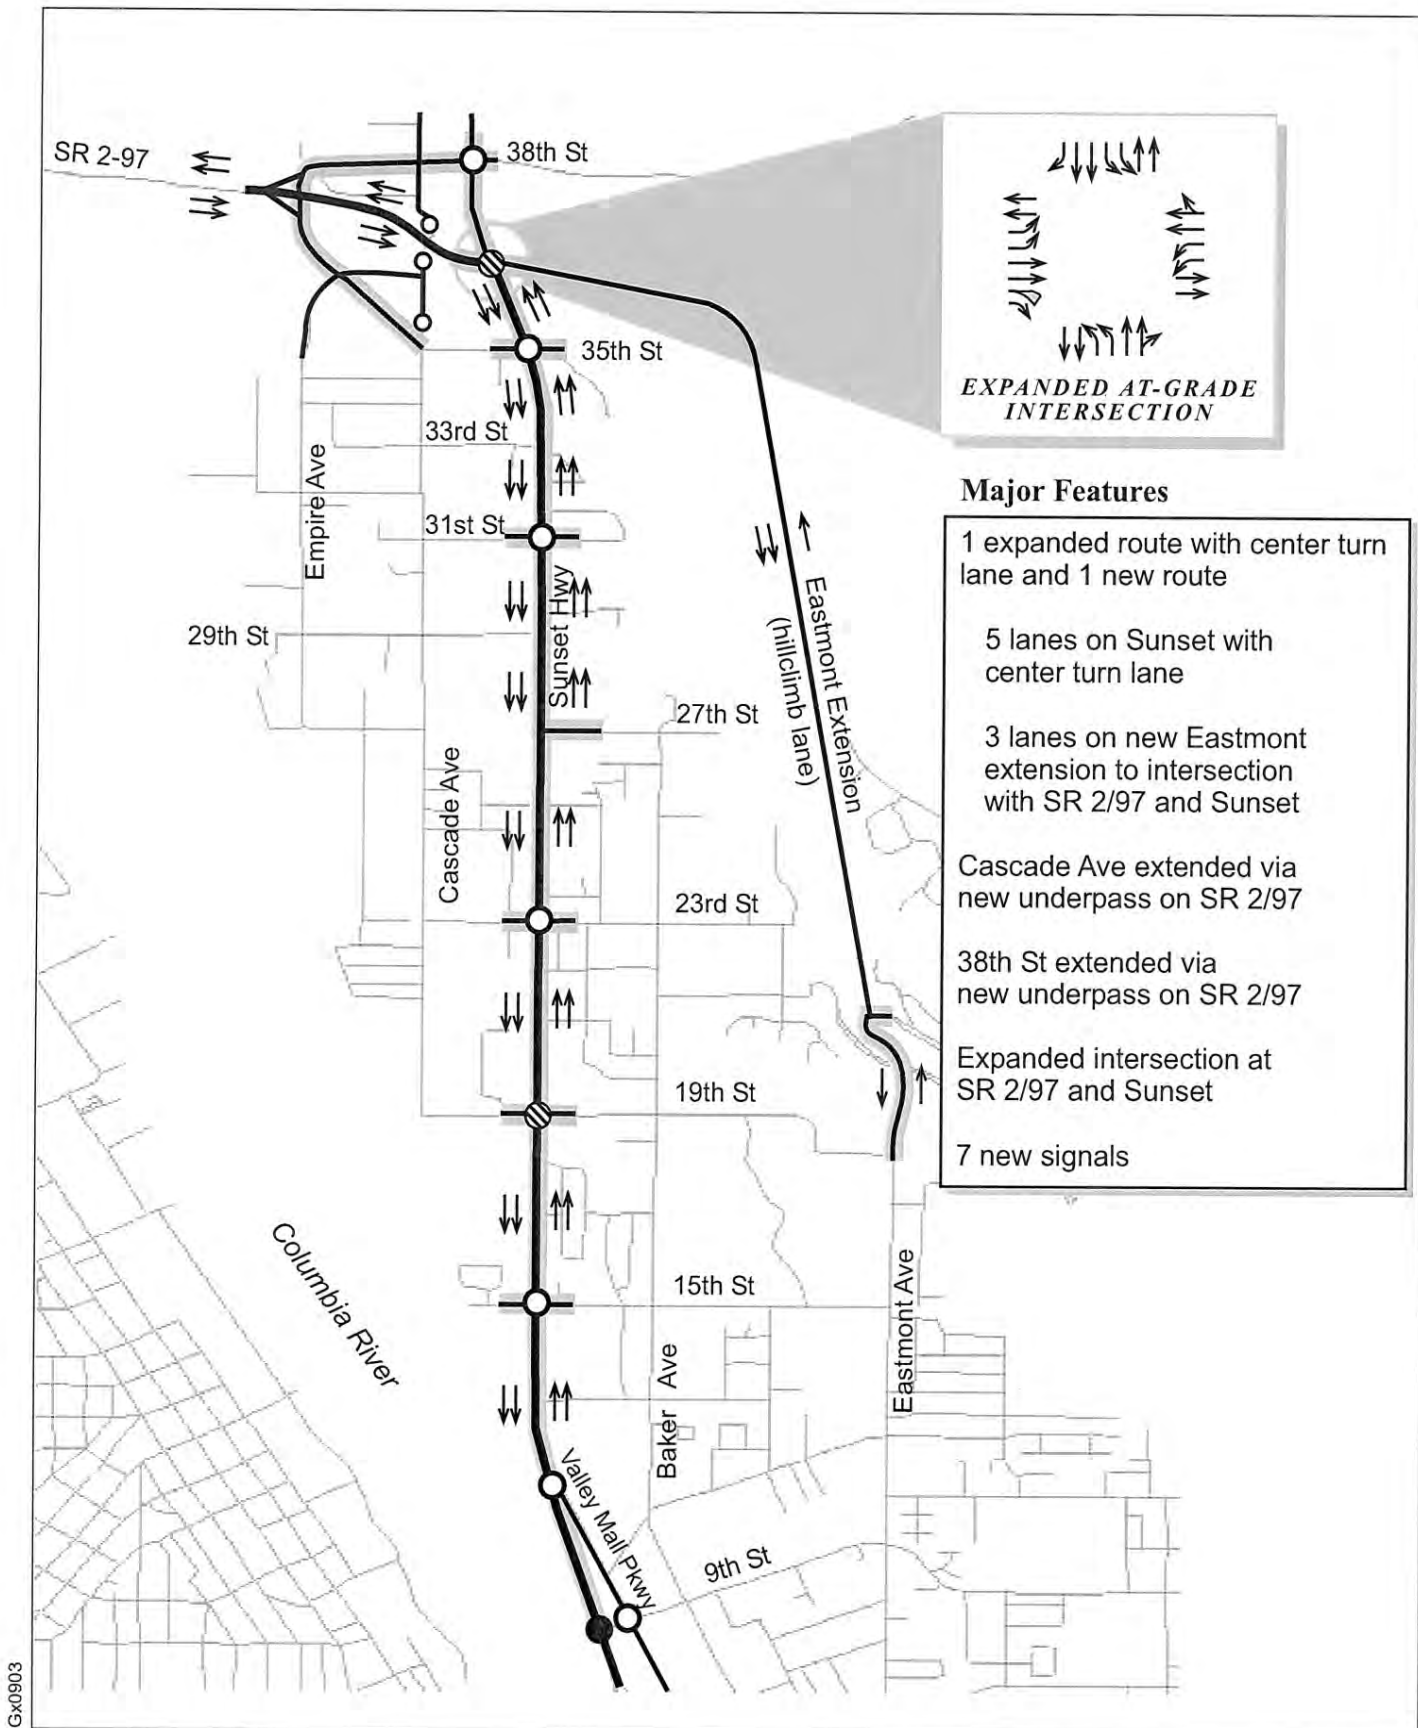 SR 2-97
38th St
35th St
EXPANDED AT-GRADE
INTERSECTION
33rd St
Empire Ave
31st St
Sunset Hwy
29th St
27th St
Eastmont Extension
(hillclimb lane)
Cascade Ave
23rd St
19th St
15th St
Columbia River
Eastmont Ave
Baker Ave
Valley Mall Pkwy
9th St
Major Features
1 expanded route with center turn
lane and 1 new route
5 lanes on Sunset with
center turn lane
3 lanes on new Eastmont
extension to intersection
with SR 2/97 and Sunset
Cascade Ave extended via
new underpass on SR 2/97
38th St extended via
new underpass on SR 2/97
Expanded intersection at
SR 2/97 and Sunset
7 new signals
Gx0903